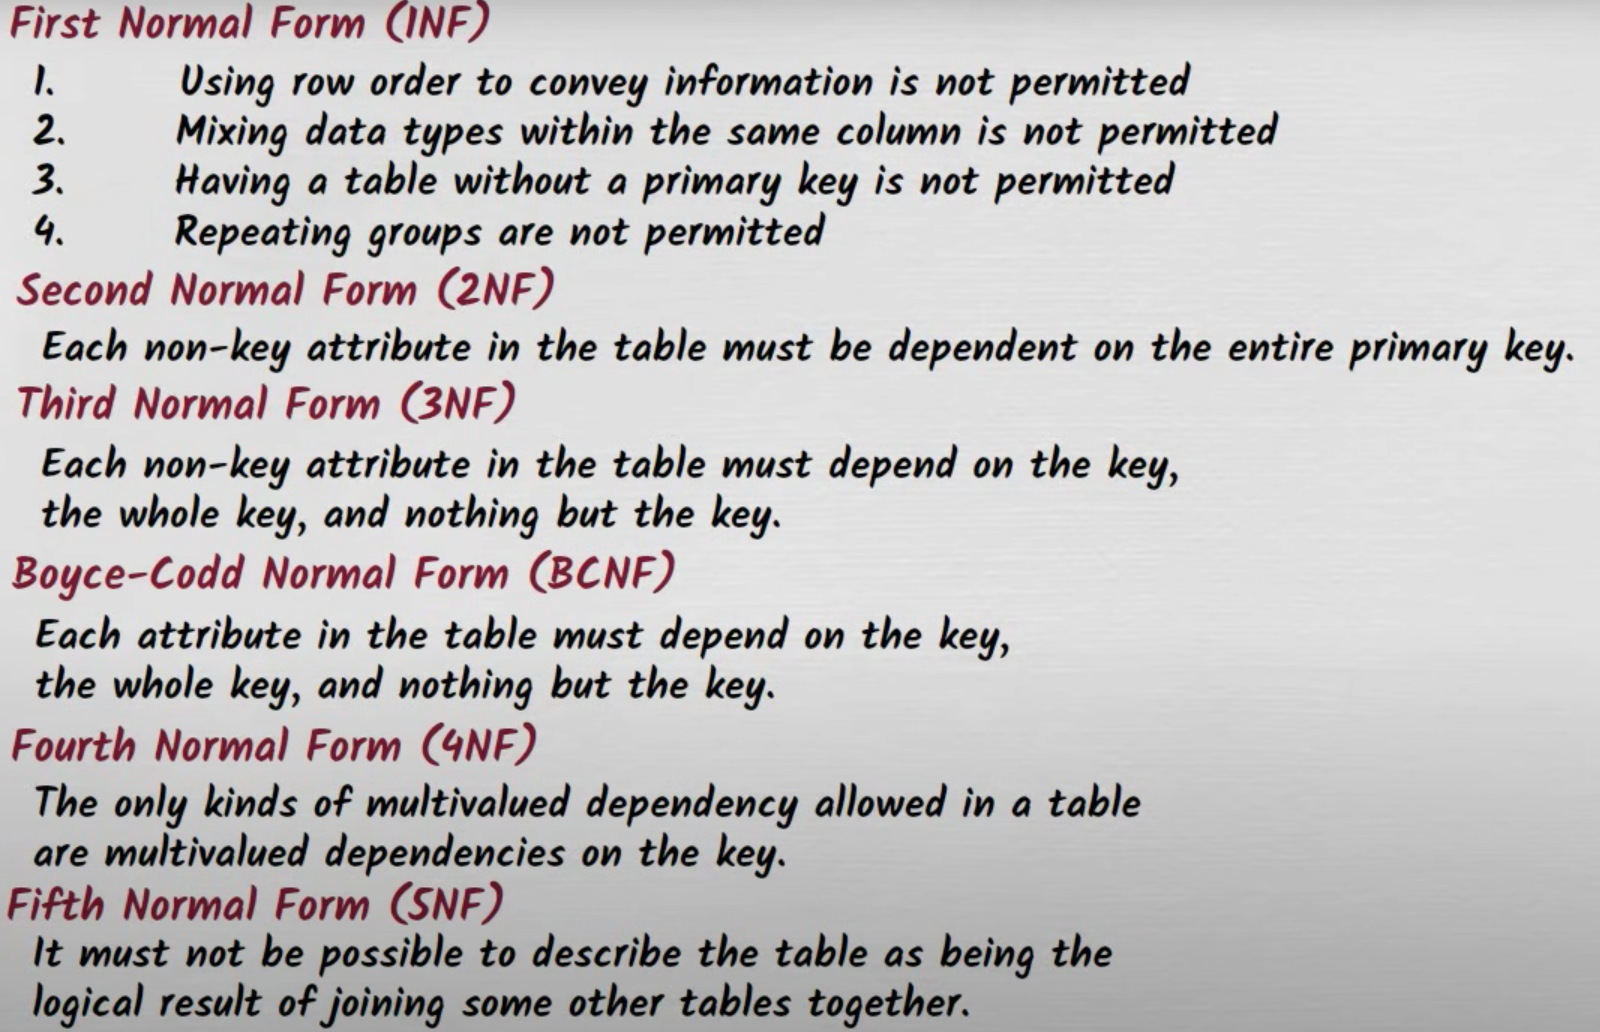 First Normal Form (1NF)
1. Using row order to convey information is not permitted
2. Mixing data types within the same column is not permitted
3. Having a table without a primary key is not permitted
4. Repeating groups are not permitted
Second Normal Form (2NF)
Each non-key attribute in the table must be dependent on the entire primary key.
Third Normal Form (3NF)
Each non-key attribute in the table must depend on the key,
the whole key, and nothing but the key.
Boyce-Codd Normal Form (BCNF)
Each attribute in the table must depend on the key,
the whole key, and nothing but the key.
Fourth Normal Form (4NF)
The only kinds of multivalued dependency allowed in a table
are multivalued dependencies on the key.
Fifth Normal Form (5NF)
It must not be possible to describe the table as being the
logical result of joining some other tables together.